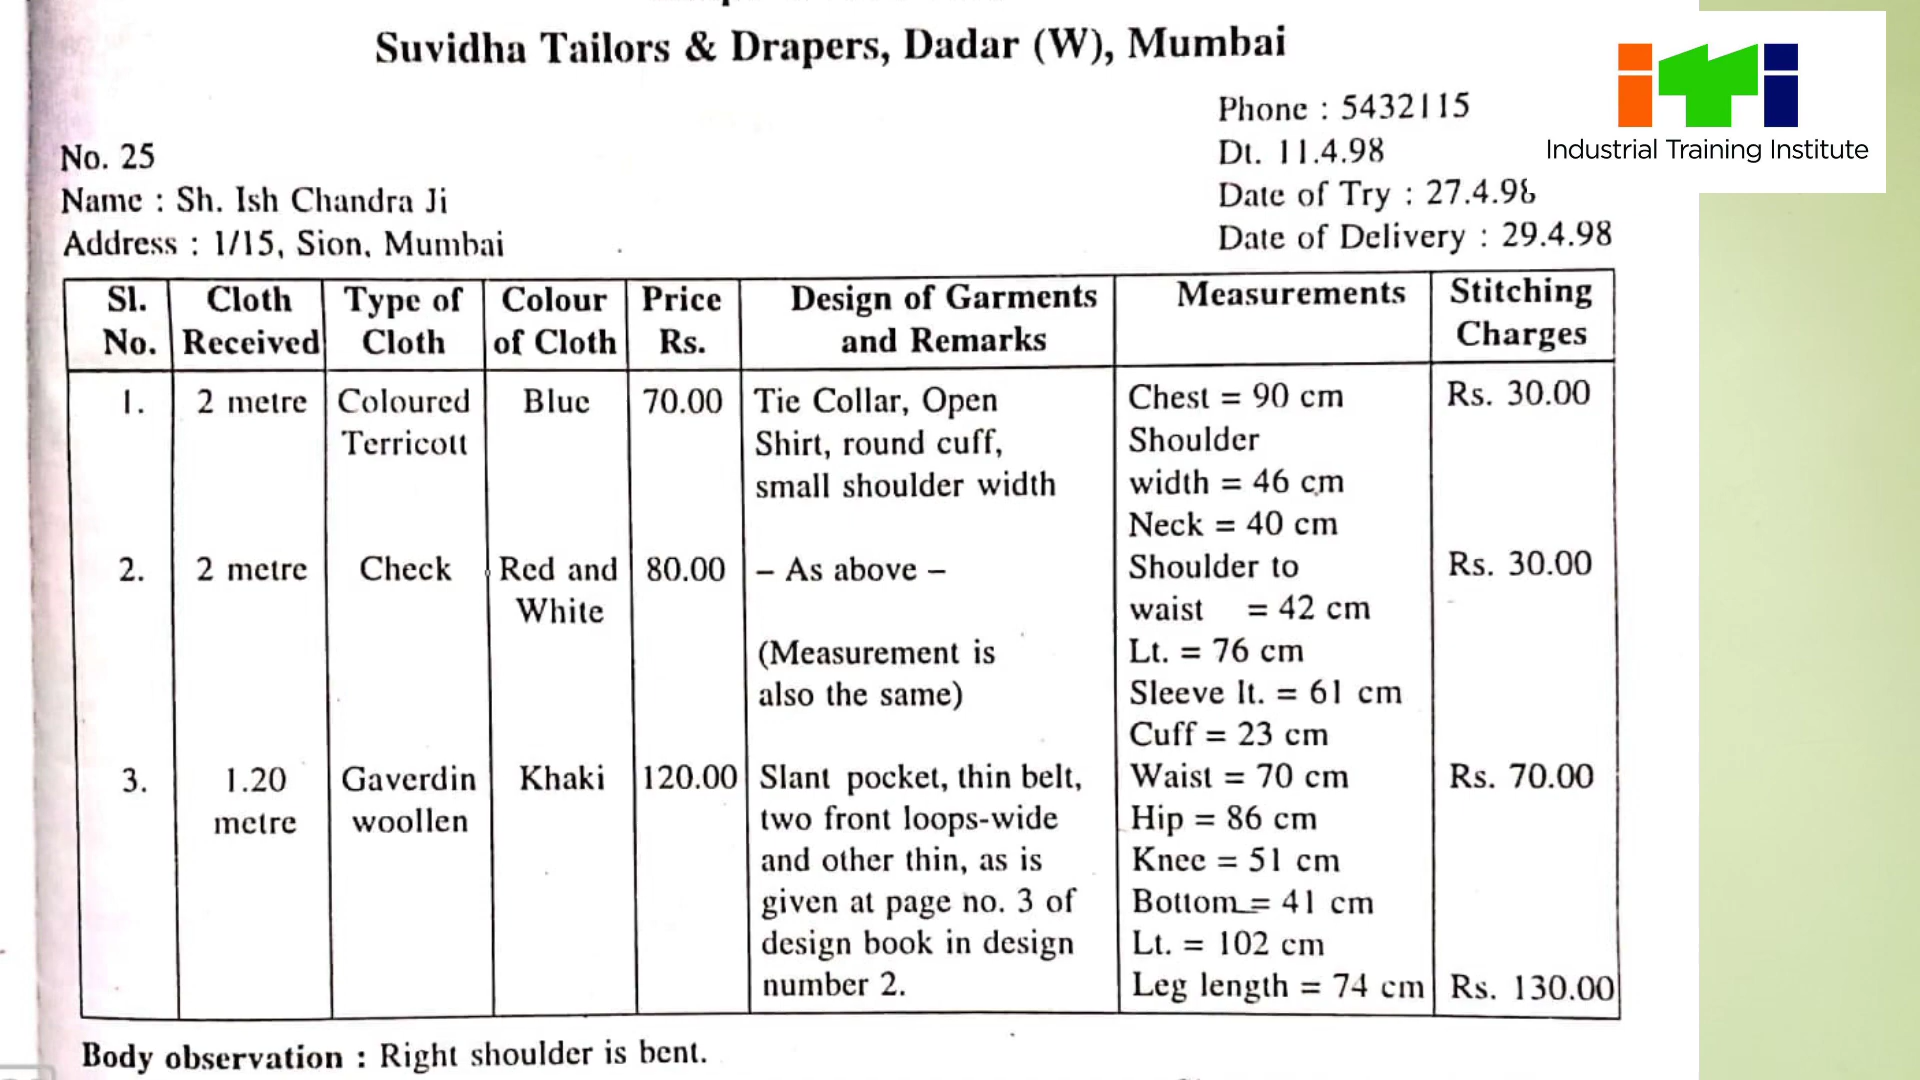 Suvidha Tailors & Drapers, Dadar (W), Mumbai
Industrial Training Institute
Phone : 5432115
No. 25
Dt. 11.4.98
Name : Sh. Ish Chandra Ji
Date of Try : 27.4.98
Address : 1/15, Sion, Mumbai
Date of Delivery : 29.4.98
Sl. Cloth Type of Colour Price Design of Garments Measurements Stitching
No. Received Cloth of Cloth Rs. and Remarks Charges
1. 2 metre Coloured Blue 70.00 Tie Collar, Open Chest = 90 cm Rs. 30.00
Terricott Shirt, round cuff, Shoulder
small shoulder width width = 46 cm
Neck = 40 cm
2. 2 metre Check Red and 80.00 – As above – Shoulder to Rs. 30.00
White waist = 42 cm
(Measurement is Lt. = 76 cm
also the same) Sleeve lt. = 61 cm
Cuff = 23 cm
3. 1.20 Gaverdin Khaki 120.00 Slant pocket, thin belt, Waist = 70 cm Rs. 70.00
metre woollen two front loops-wide Hip = 86 cm
and other thin, as is Knee = 51 cm
given at page no. 3 of Bottom = 41 cm
design book in design Lt. = 102 cm
number 2. Leg length = 74 cm Rs. 130.00
Body observation : Right shoulder is bent.